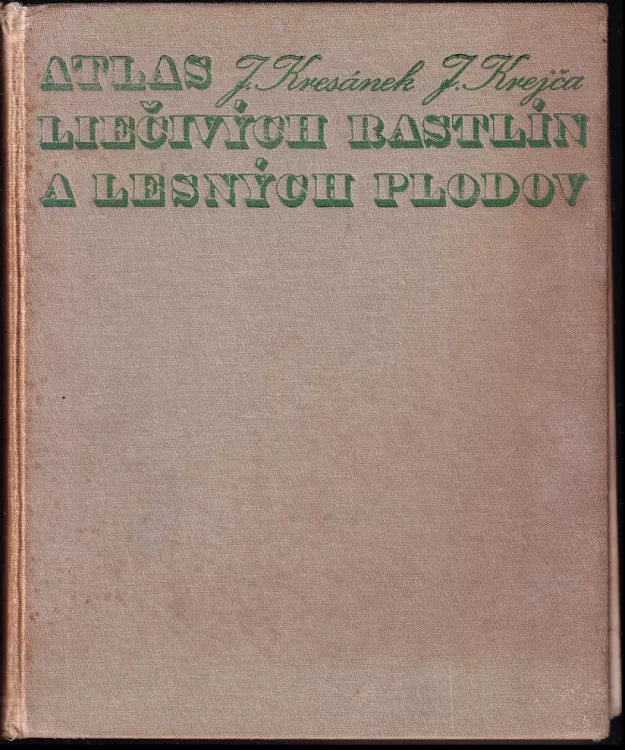 ATLAS J. Kresánek J. Krejča
LIEČIVÝCH RASTLÍN
A LESNÝCH PLODOV